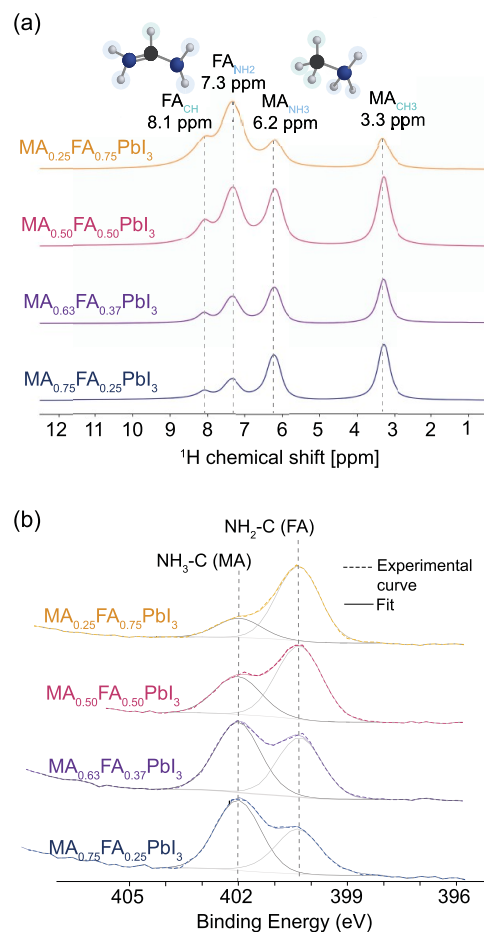 (a)
FA_NH2
7.3 ppm
FA_CH
8.1 ppm
MA_NH3
6.2 ppm
MA_CH3
3.3 ppm
MA0.25FA0.75PbI3
MA0.50FA0.50PbI3
MA0.63FA0.37PbI3
MA0.75FA0.25PbI3
12 11 10 9 8 7 6 5 4 3 2 1
1H chemical shift [ppm]
(b)
NH2-C (FA)
NH3-C (MA)
Experimental
curve
Fit
MA0.25FA0.75PbI3
MA0.50FA0.50PbI3
MA0.63FA0.37PbI3
MA0.75FA0.25PbI3
405 402 399 396
Binding Energy (eV)